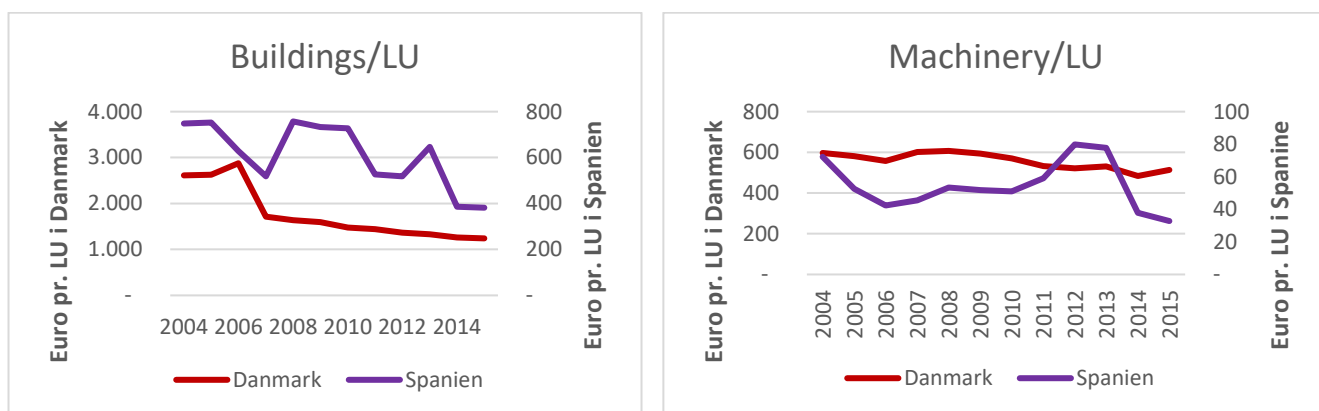 Buildings/LU
Euro pr. LU i Danmark
4.000
3.000
2.000
1.000
-
800
600
400
200
-
Euro pr. LU i Spanien
2004 2006 2008 2010 2012 2014
Danmark Spanien
Machinery/LU
Euro pr. LU i Danmark
800
600
400
200
-
100
80
60
40
20
-
Euro pr. LU i Spanine
2004 2005 2006 2007 2008 2009 2010 2011 2012 2013 2014 2015
Danmark Spanien